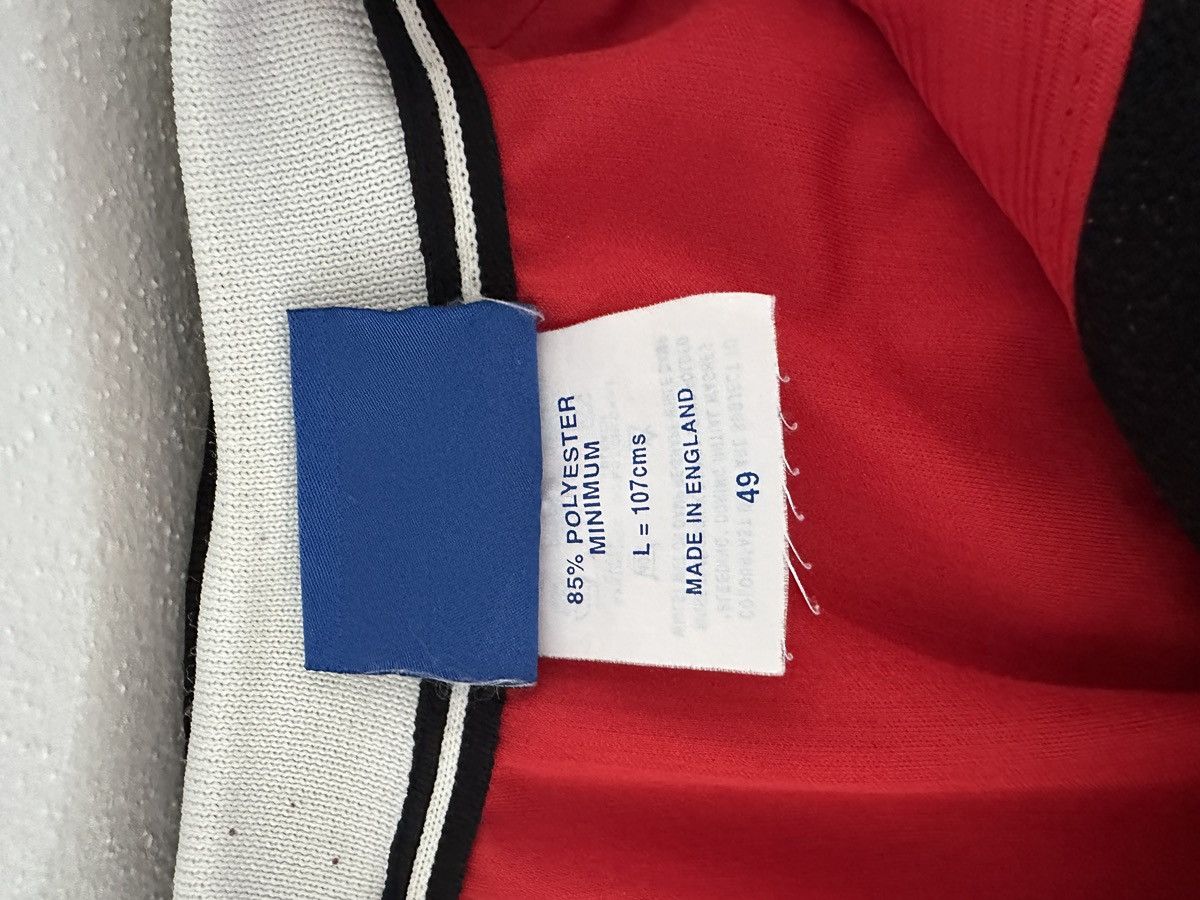 85% POLYESTER
MINIMUM
L = 107cms
MADE IN ENGLAND
49